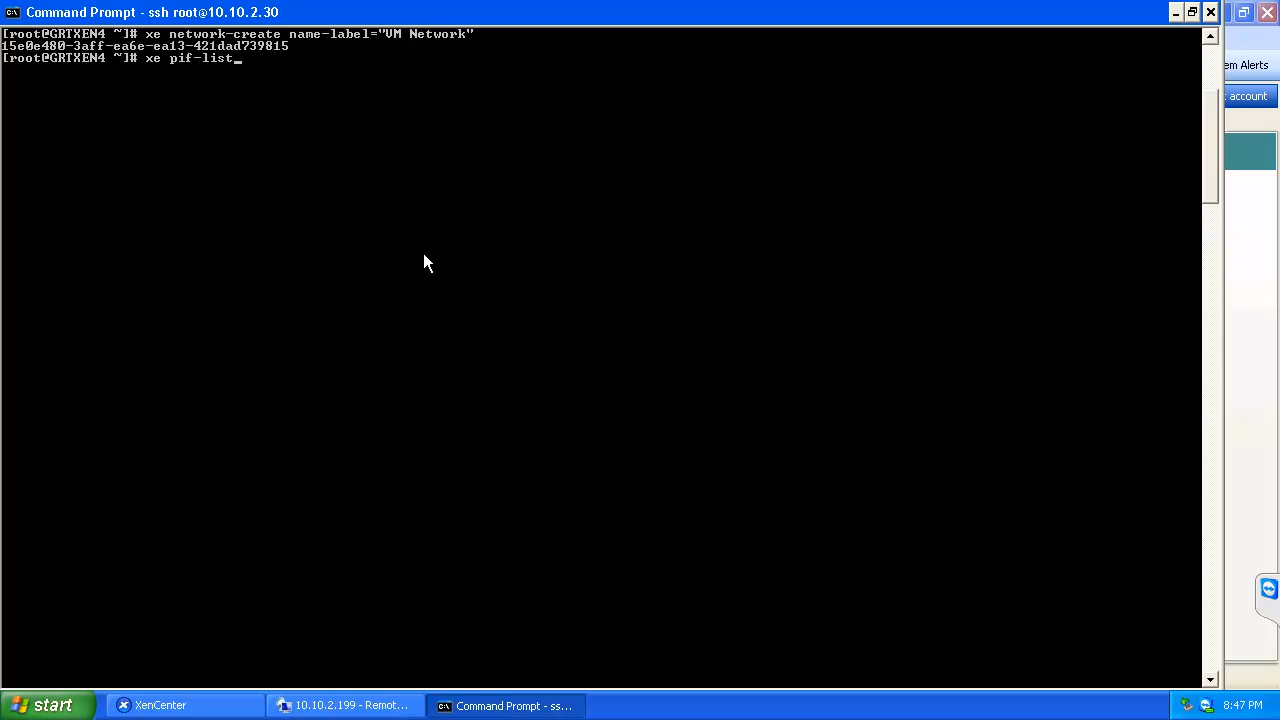 Command Prompt - ssh root@10.10.2.30
[root@GRTXEN4 ~]# xe network-create name-label="VM Network"
15e0e480-3aff-ea6e-ea13-421dad739815
[root@GRTXEN4 ~]# xe pif-list_
em Alerts
account
start
XenCenter
10.10.2.199 - Remot...
Command Prompt - ss...
8:47 PM